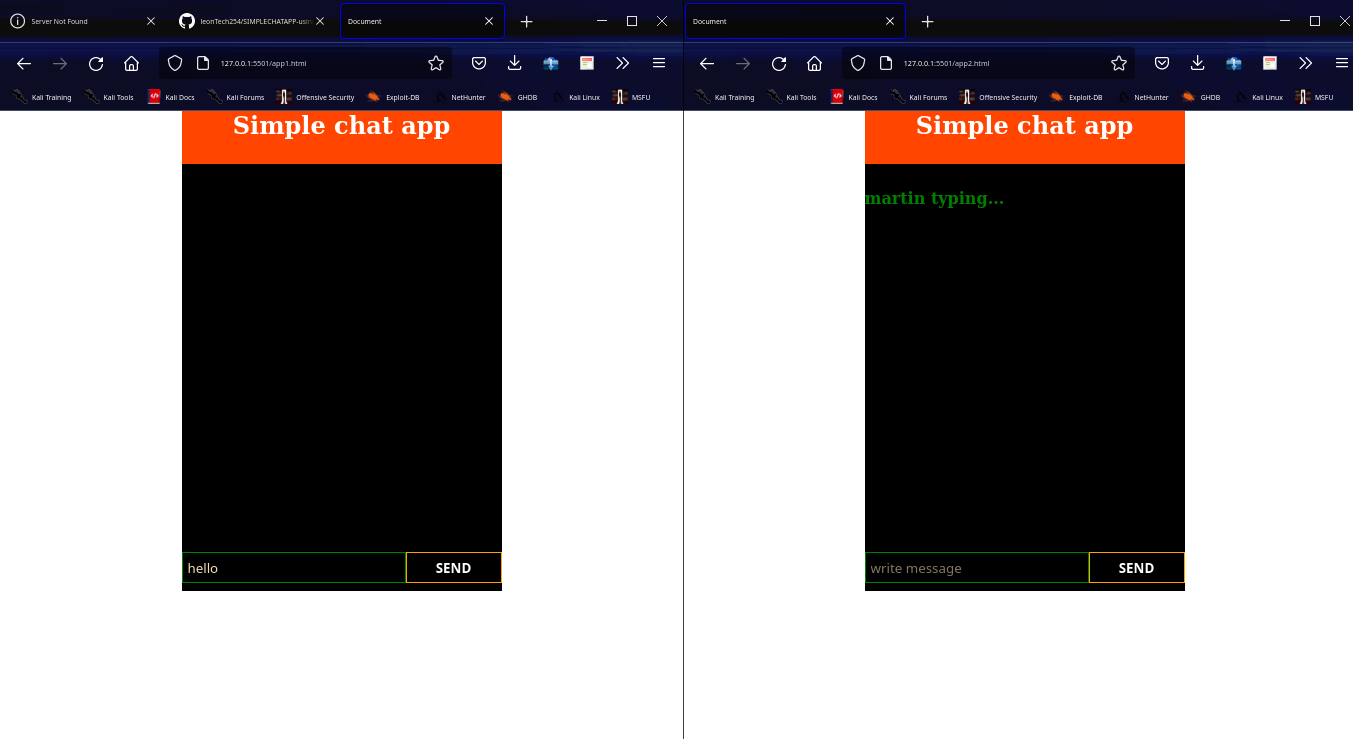 Server Not Found
leonTech254/SIMPLECHATAPP-usin
Document
127.0.0.1:5501/app1.html
Kali Training
Kali Tools
Kali Docs
Kali Forums
Offensive Security
Exploit-DB
NetHunter
GHDB
Kali Linux
MSFU
Simple chat app
hello
SEND
Document
127.0.0.1:5501/app2.html
Kali Training
Kali Tools
Kali Docs
Kali Forums
Offensive Security
Exploit-DB
NetHunter
GHDB
Kali Linux
MSFU
Simple chat app
martin typing...
write message
SEND